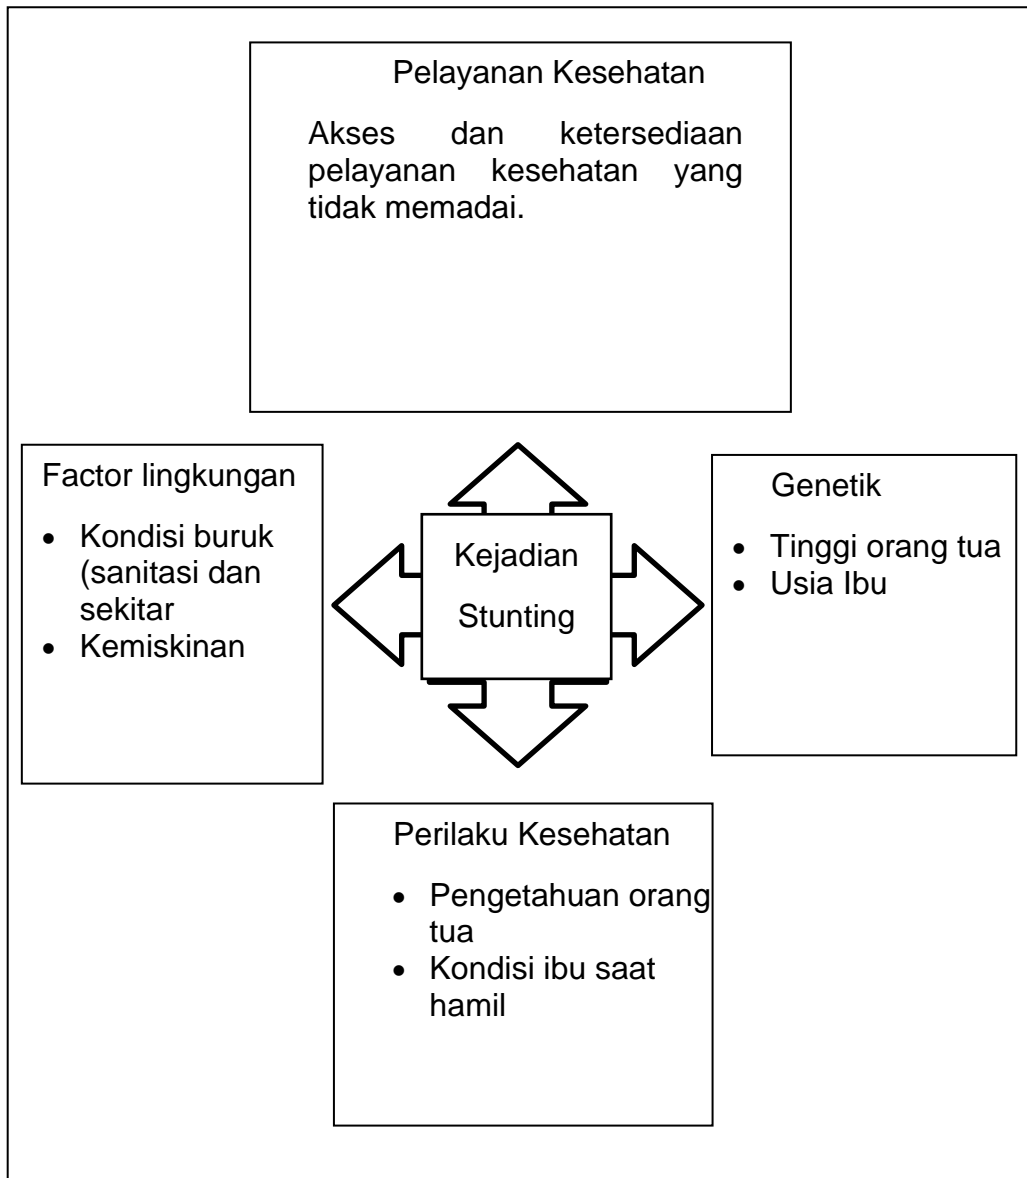 Pelayanan Kesehatan
Akses dan ketersediaan
pelayanan kesehatan yang
tidak memadai.
Factor lingkungan
• Kondisi buruk
(sanitasi dan
sekitar
• Kemiskinan
Kejadian
Stunting
Genetik
• Tinggi orang tua
• Usia Ibu
Perilaku Kesehatan
• Pengetahuan orang
tua
• Kondisi ibu saat
hamil